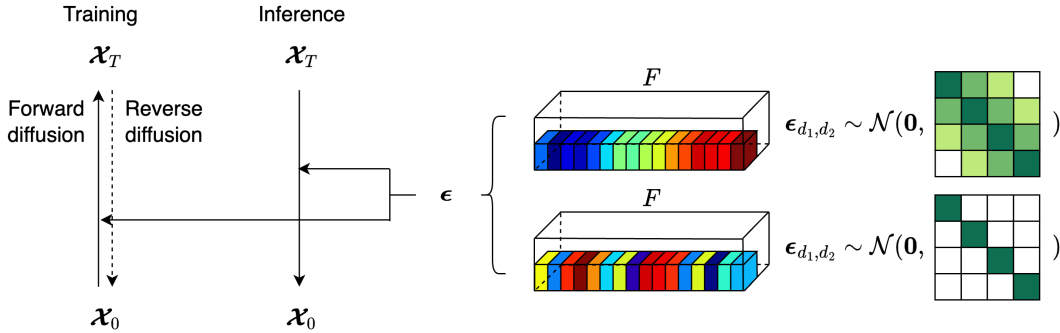 Training
Inference
𝓧_T
𝓧_T
Forward
diffusion
Reverse
diffusion
𝓧_0
𝓧_0
ϵ
F
ϵ_{d_1,d_2} ∼ 𝒩(0, )
F
ϵ_{d_1,d_2} ∼ 𝒩(0, )